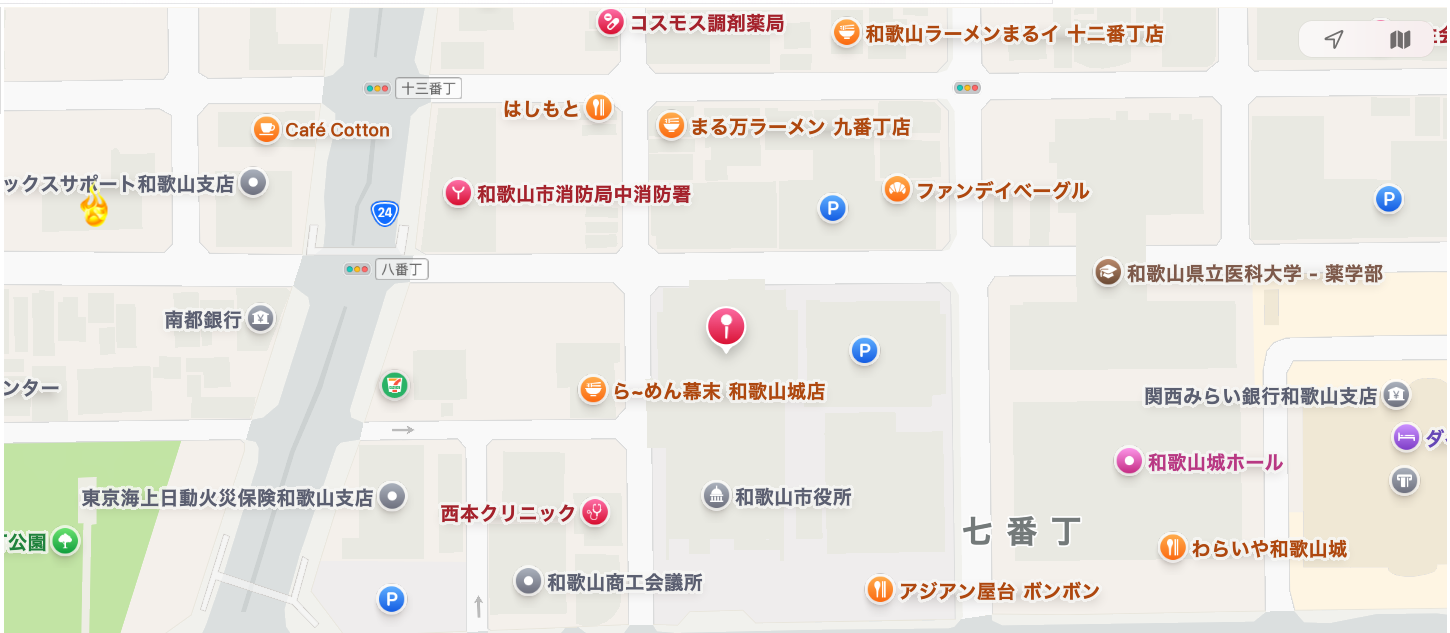 コスモス調剤薬局
和歌山ラーメンまるイ 十二番丁店
十三番丁
はしもと
Café Cotton
まる万ラーメン 九番丁店
ックスサポート和歌山支店
和歌山市消防局中消防署
ファンデイベーグル
P
P
24
八番丁
和歌山県立医科大学 - 薬学部
南都銀行
P
ンター
ら~めん幕末 和歌山城店
関西みらい銀行和歌山支店
ダ
和歌山城ホール
東京海上日動火災保険和歌山支店
和歌山市役所
西本クリニック
七番丁
公園
わらいや和歌山城
和歌山商工会議所
アジアン屋台 ボンボン
P